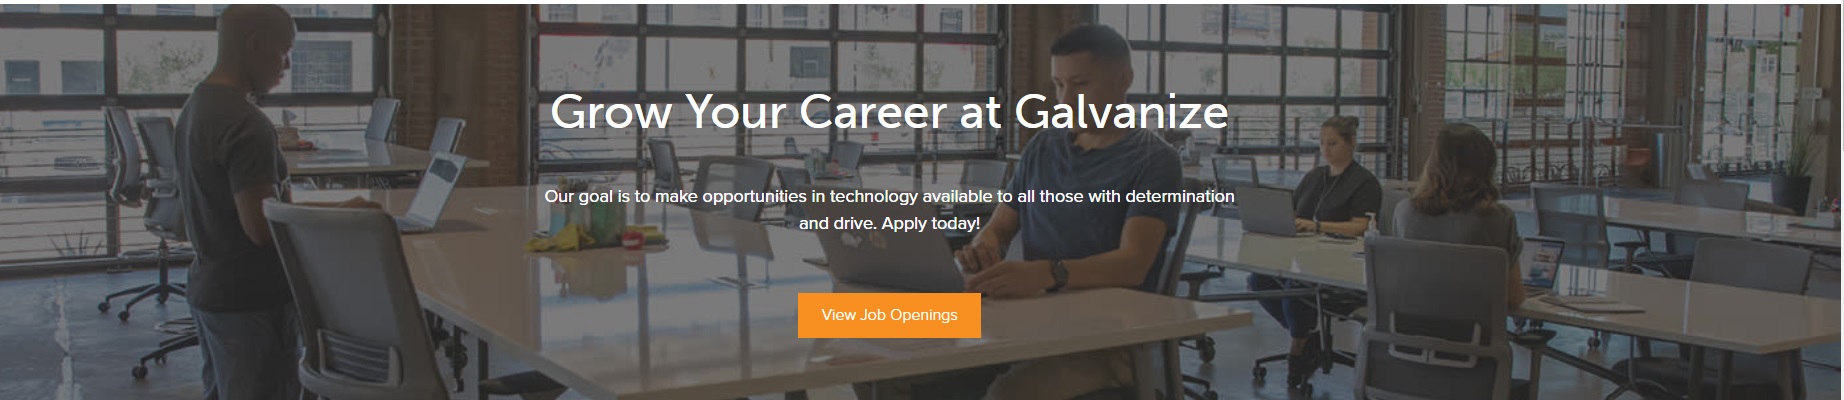 Grow Your Career at Galvanize
Our goal is to make opportunities in technology available to all those with determination
and drive. Apply today!
View Job Openings